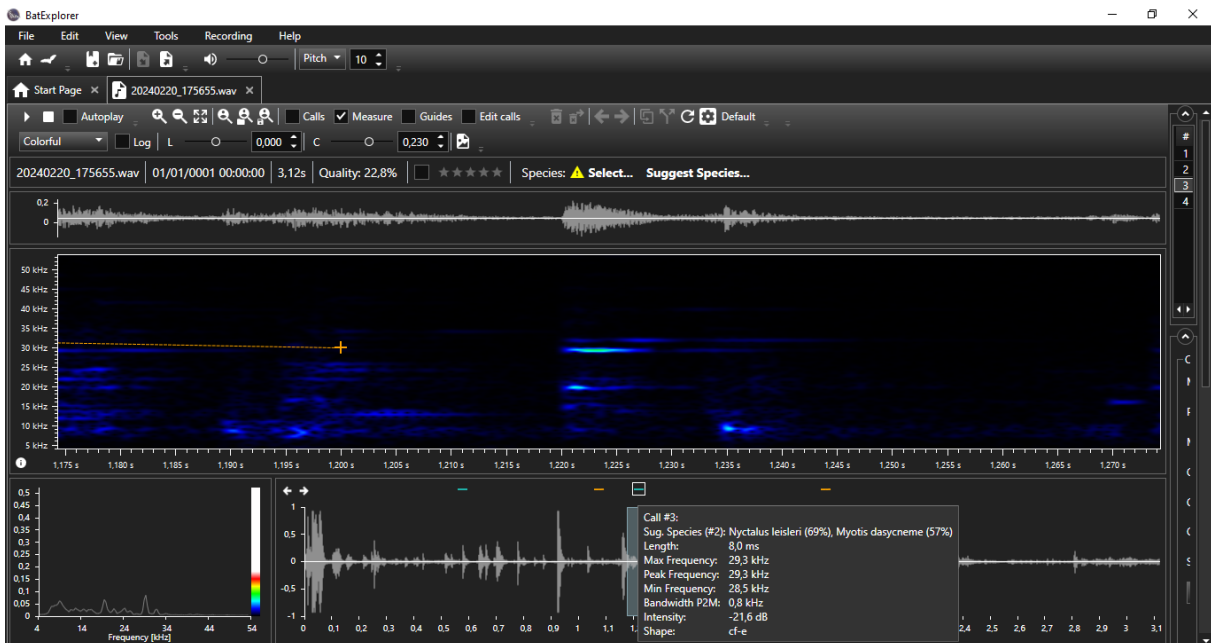 BatExplorer
File Edit View Tools Recording Help
Pitch 10
Start Page 20240220_175655.wav
Autoplay Calls Measure Guides Edit calls Default
Colorful Log L 0,000 C 0,230
#
1
2
3
4
20240220_175655.wav 01/01/0001 00:00:00 3,12s Quality: 22,8% Species: Select... Suggest Species...
0,2
0
50 kHz
45 kHz
40 kHz
35 kHz
30 kHz
25 kHz
20 kHz
15 kHz
10 kHz
5 kHz
1,175 s 1,180 s 1,185 s 1,190 s 1,195 s 1,200 s 1,205 s 1,210 s 1,215 s 1,220 s 1,225 s 1,230 s 1,235 s 1,240 s 1,245 s 1,250 s 1,255 s 1,260 s 1,265 s 1,270 s
0,5
0,45
0,4
0,35
0,3
0,25
0,2
0,15
0,1
0,05
0
4 14 24 34 44 54
Frequency [kHz]
1
0,5
0
-0,5
-1
0 0,1 0,2 0,3 0,4 0,5 0,6 0,7 0,8 0,9 1 1,1 2,4 2,5 2,6 2,7 2,8 2,9 3 3,1
Call #3:
Sug. Species (#2): Nyctalus leisleri (69%), Myotis dasycneme (57%)
Length: 8,0 ms
Max Frequency: 29,3 kHz
Peak Frequency: 29,3 kHz
Min Frequency: 28,5 kHz
Bandwidth P2M: 0,8 kHz
Intensity: -21,6 dB
Shape: cf-e